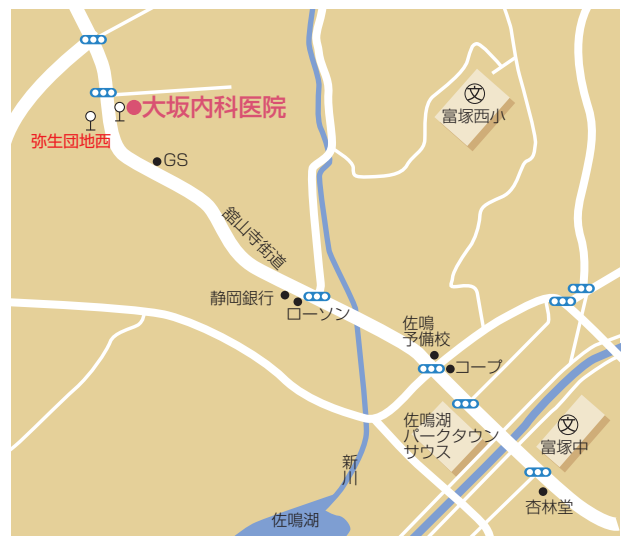 文
富塚西小
大坂内科医院
弥生団地西
GS
舘山寺街道
静岡銀行
ローソン
佐鳴
予備校
コープ
佐鳴湖
パークタウン
サウス
文
富塚中
新川
杏林堂
佐鳴湖